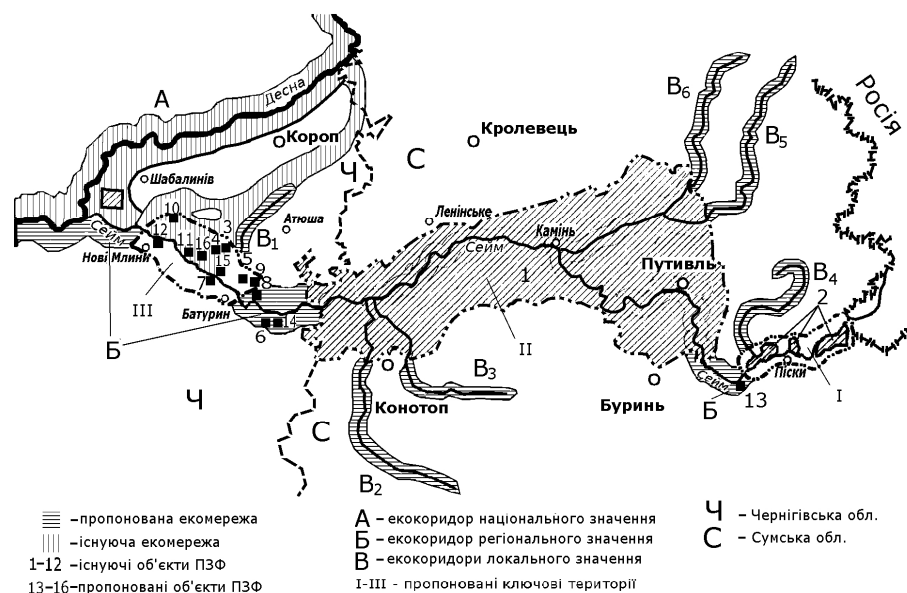 Росія
А
Десна
В6
В5
Короп
Кролевець
Ч
С
Шабалинів
10
3
Атюша
Ленінське
Сейм
12
4
В1
Камінь
11
16
5
Нові Млини
15
9
Сейм
Путивль
1
В4
III
7
8
2
Батурин
Б
6
14
II
Піски
I
Сейм
В3
Ч
Конотоп
Буринь
Б
13
С
В2
–пропонована екомережа
–існуюча екомережа
1–12 –існуючі об'єкти ПЗФ
13–16–пропоновані об'єкти ПЗФ
А – екокоридор національного значення
Б – екокоридор регіонального значення
В – екокоридори локального значення
I-III - пропоновані ключові території
Ч – Чернігівська обл.
С – Сумська обл.